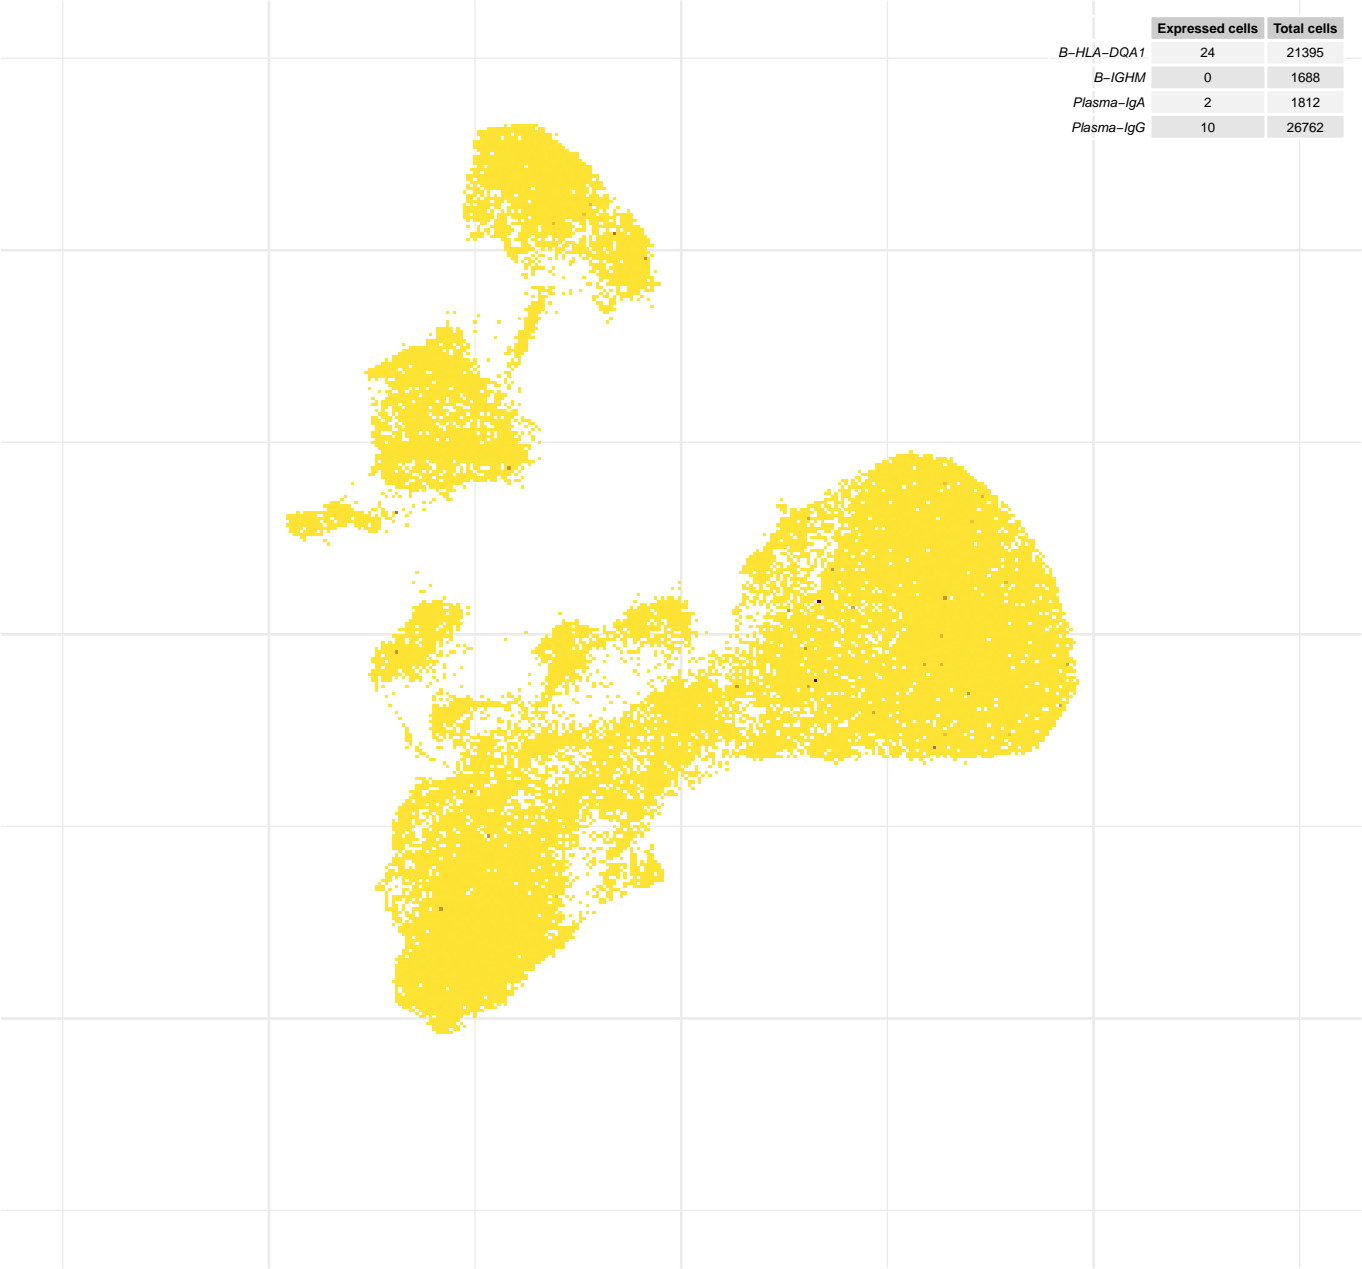 Expressed cells Total cells
B−HLA−DQA1 24 21395
B−IGHM 0 1688
Plasma−IgA 2 1812
Plasma−IgG 10 26762